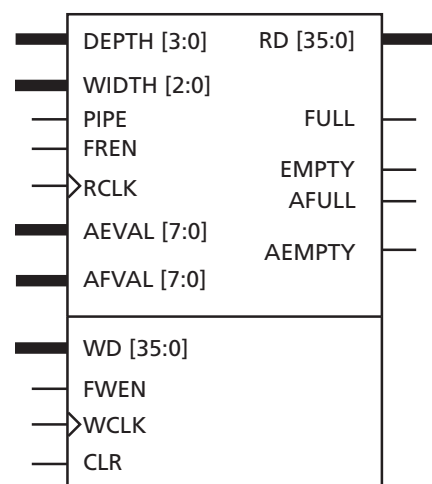 DEPTH [3:0] RD [35:0]
WIDTH [2:0]
PIPE FULL
FREN
EMPTY
RCLK AFULL
AEVAL [7:0]
AEMPTY
AFVAL [7:0]
WD [35:0]
FWEN
WCLK
CLR